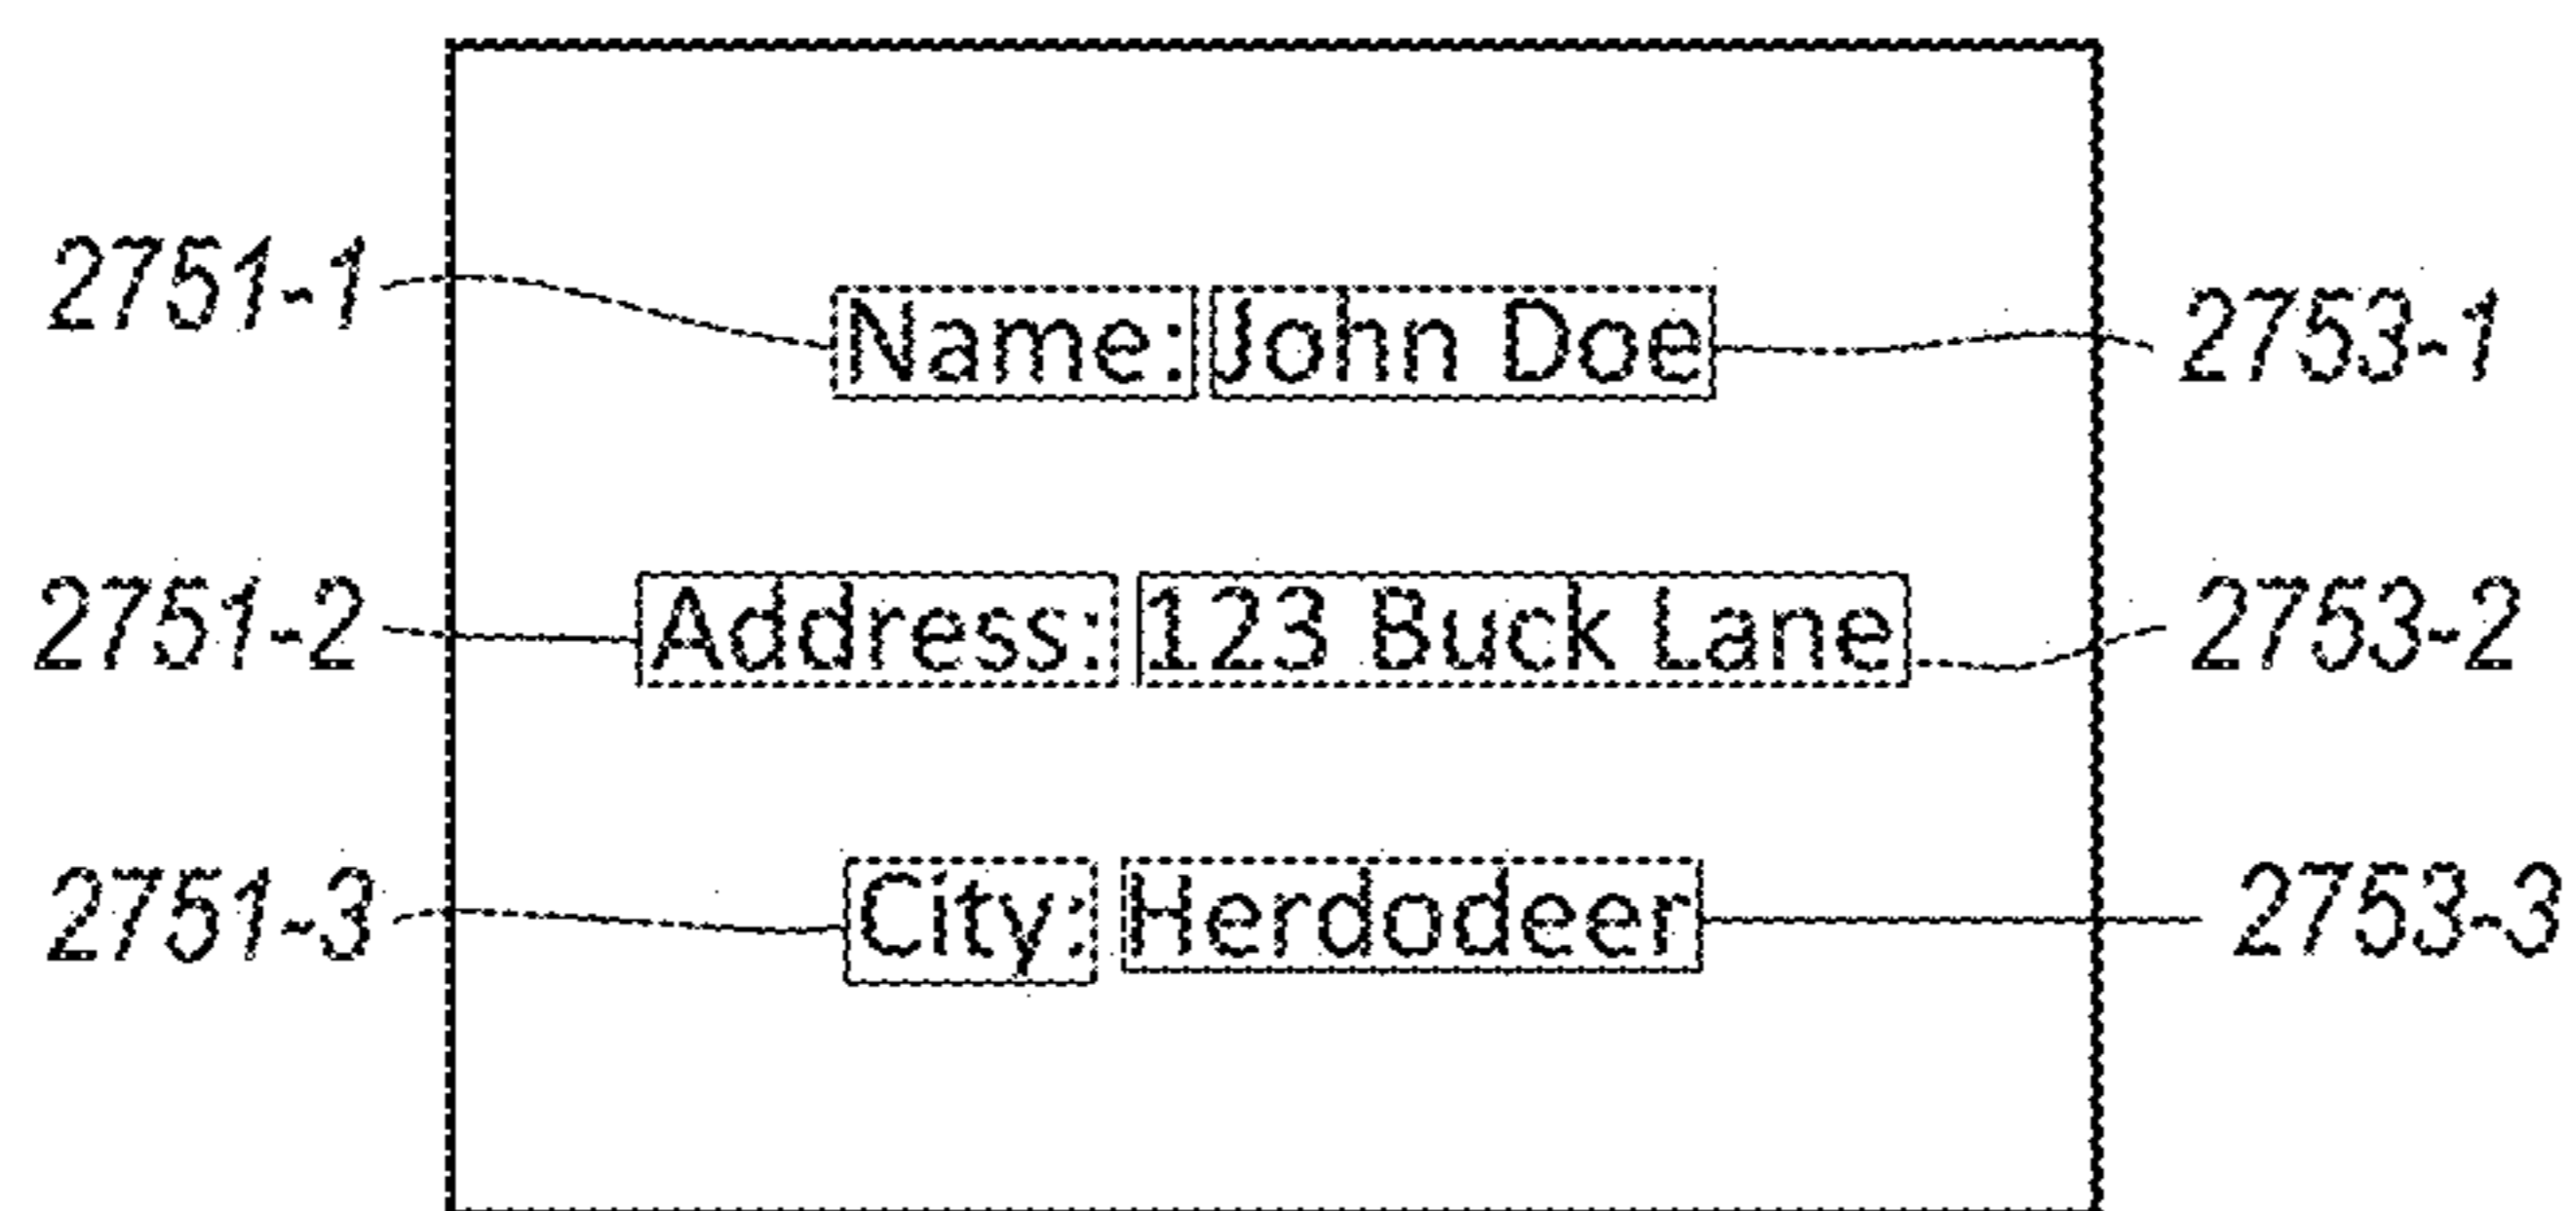 2751-1 Name: John Doe 2753-1
2751-2 Address: 123 Buck Lane 2753-2
2751-3 City: Herdodeer 2753-3